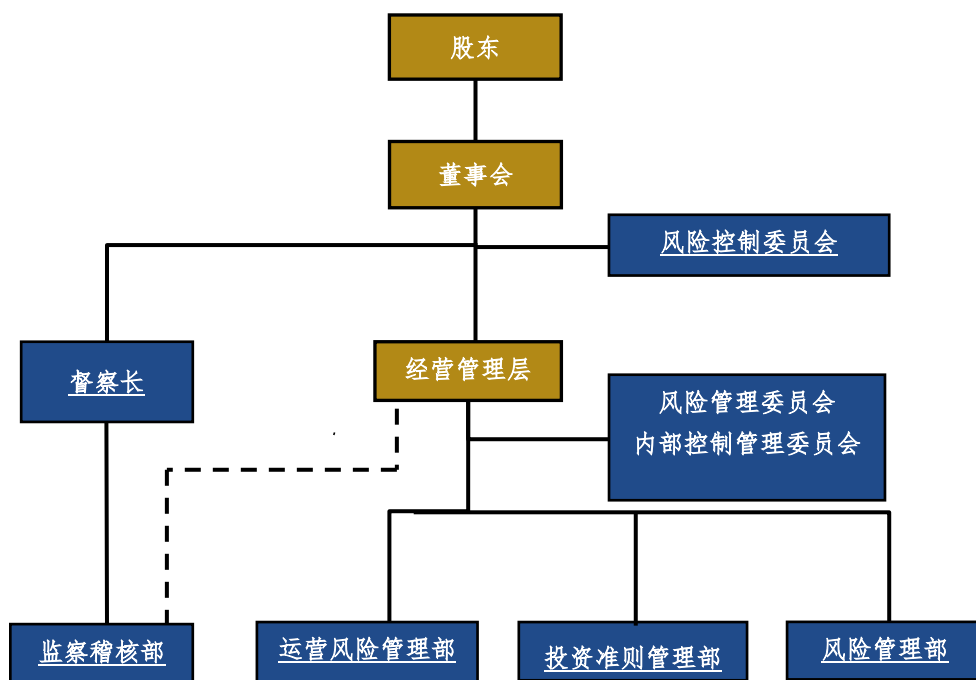 股东
董事会
风险控制委员会
督察长
经营管理层
风险管理委员会
内部控制管理委员会
监察稽核部
运营风险管理部
投资准则管理部
风险管理部